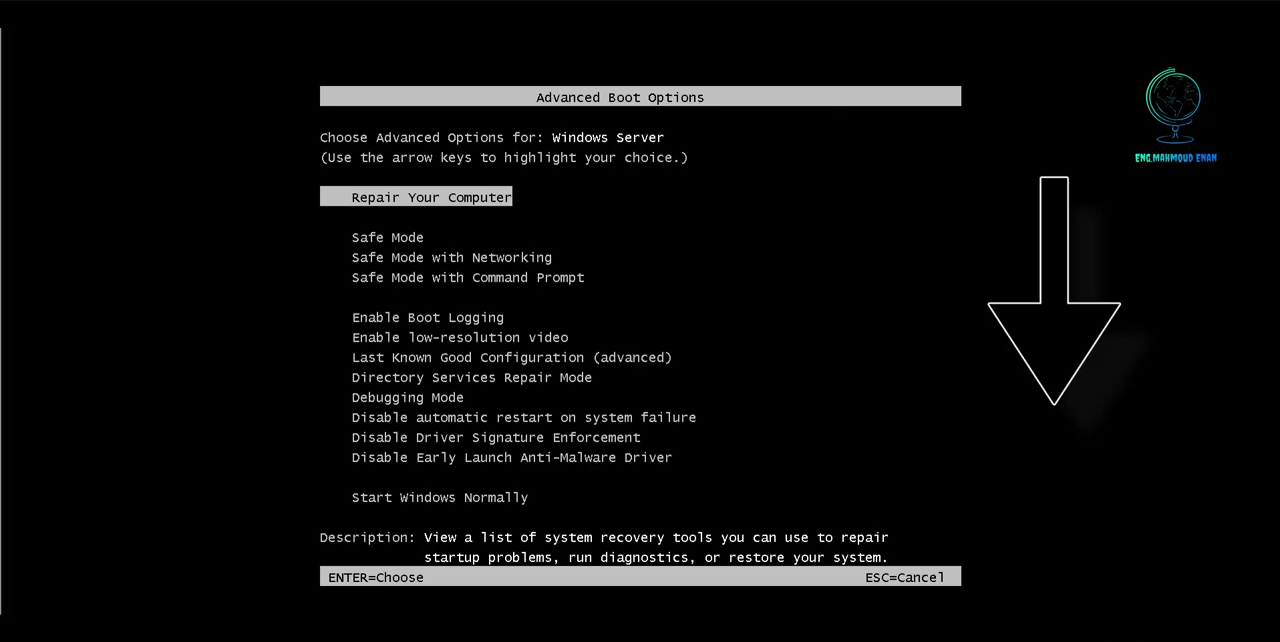 Advanced Boot Options
Choose Advanced Options for: Windows Server
(Use the arrow keys to highlight your choice.)
Repair Your Computer
Safe Mode
Safe Mode with Networking
Safe Mode with Command Prompt
Enable Boot Logging
Enable low-resolution video
Last Known Good Configuration (advanced)
Directory Services Repair Mode
Debugging Mode
Disable automatic restart on system failure
Disable Driver Signature Enforcement
Disable Early Launch Anti-Malware Driver
Start Windows Normally
Description: View a list of system recovery tools you can use to repair
startup problems, run diagnostics, or restore your system.
ENTER=Choose ESC=Cancel
ENG.MAHMOUD ENAN